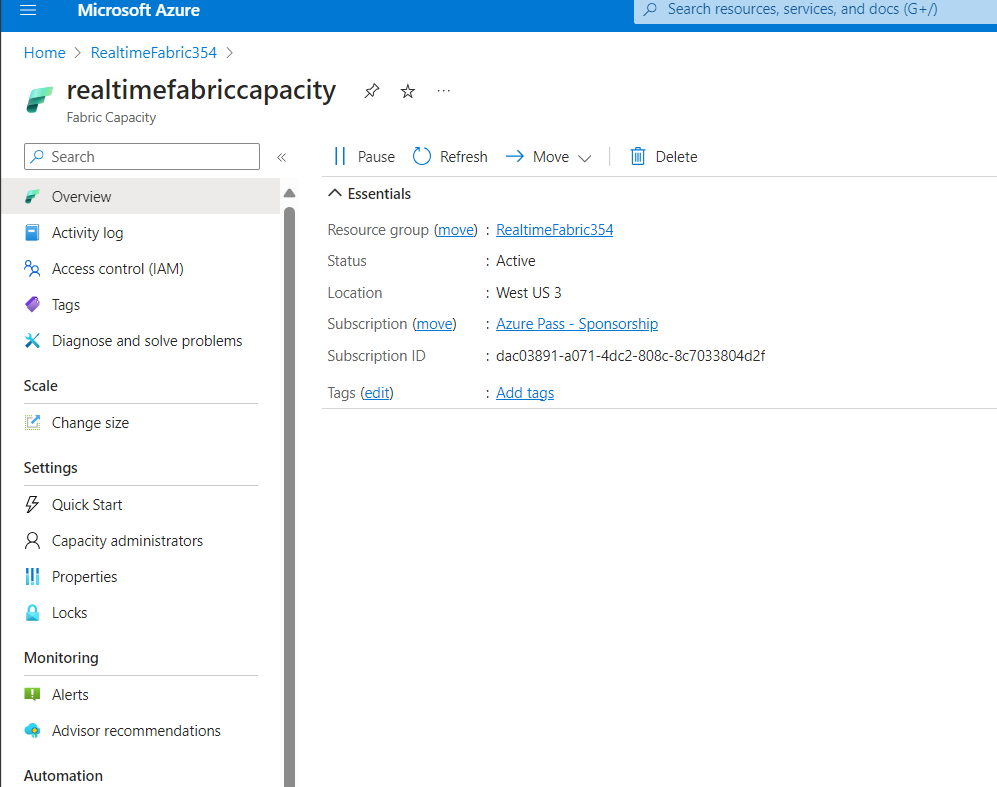 Microsoft Azure
Search resources, services, and docs (G+/)
Home > RealtimeFabric354 >
realtimefabriccapacity
Fabric Capacity
Search
Pause Refresh Move Delete
Overview
Activity log
Access control (IAM)
Tags
Diagnose and solve problems
Scale
Change size
Settings
Quick Start
Capacity administrators
Properties
Locks
Monitoring
Alerts
Advisor recommendations
Automation
Essentials
Resource group (move) : RealtimeFabric354
Status : Active
Location : West US 3
Subscription (move) : Azure Pass - Sponsorship
Subscription ID : dac03891-a071-4dc2-808c-8c7033804d2f
Tags (edit) : Add tags